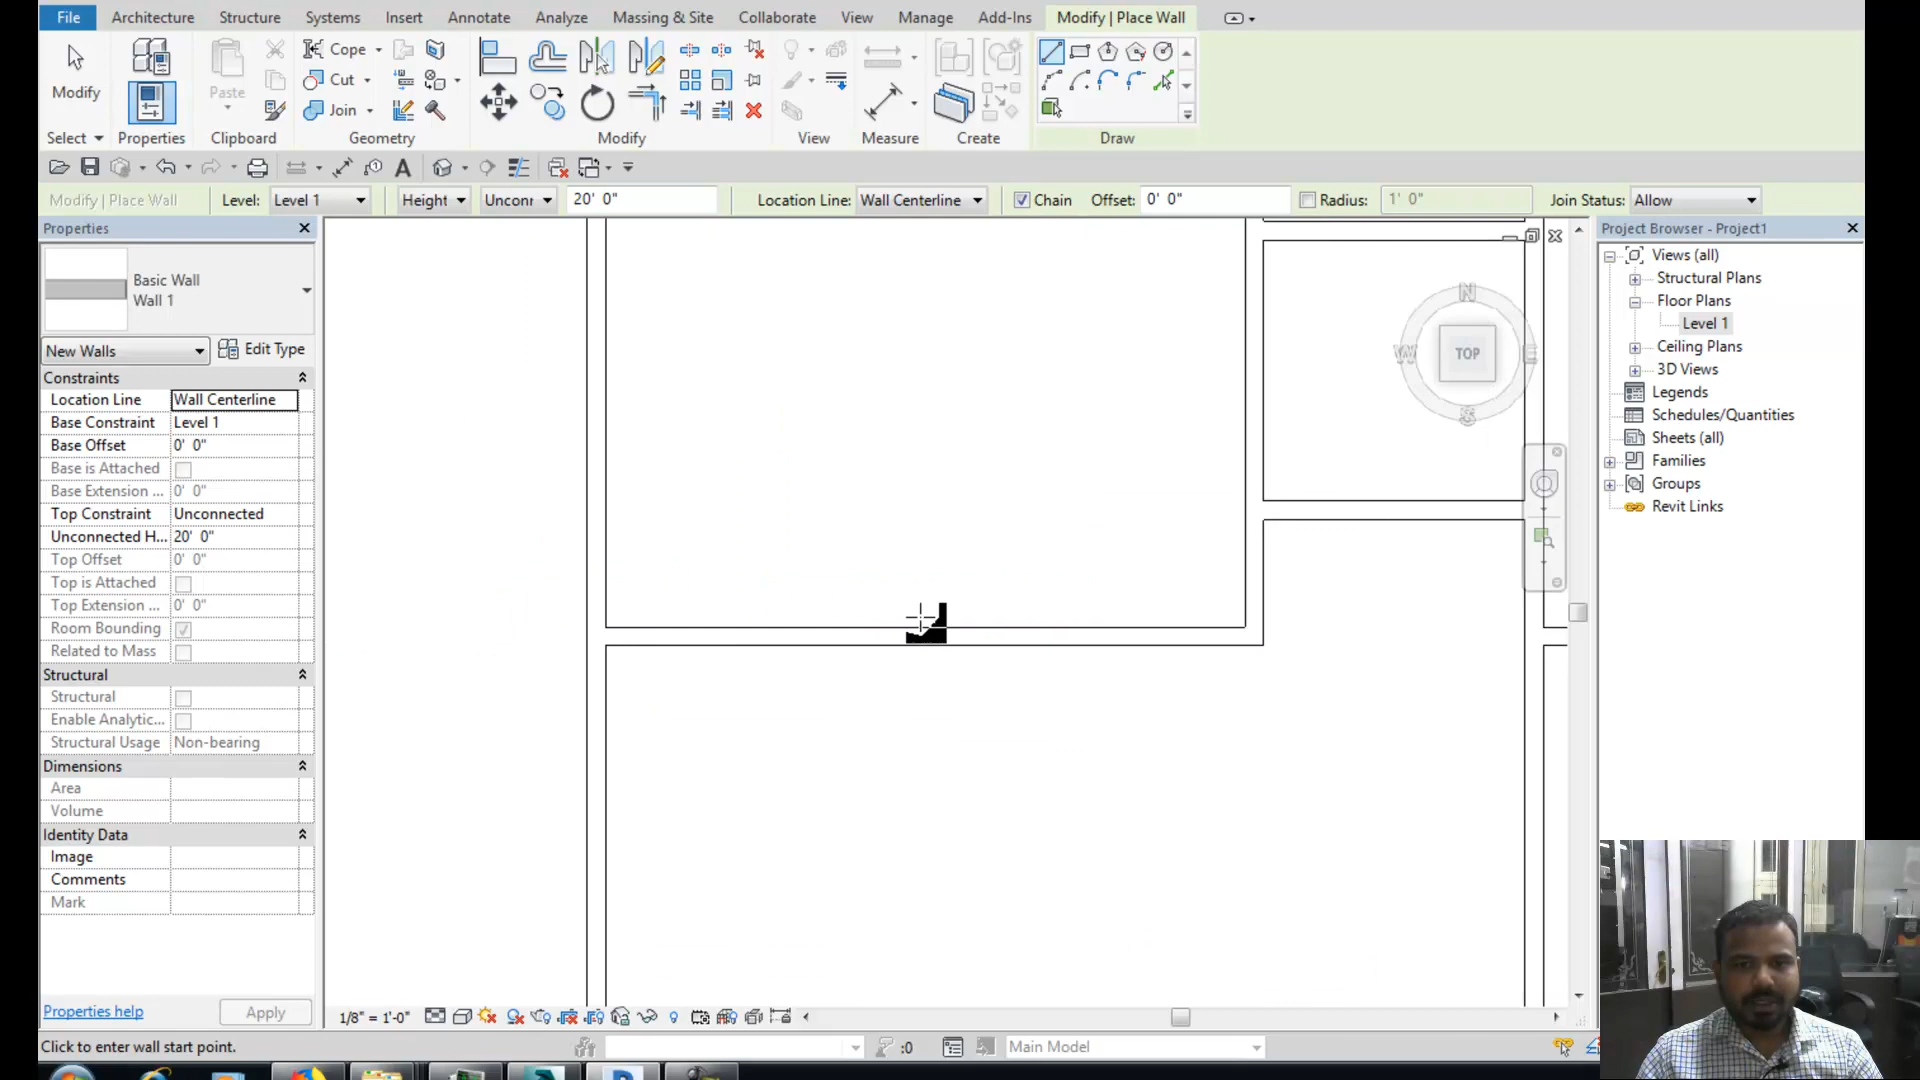 File Architecture Structure Systems Insert Annotate Analyze Massing & Site Collaborate View Manage Add-Ins Modify | Place Wall
Modify
Paste
Cope
Cut
Join
Select Properties Clipboard Geometry Modify View Measure Create Draw
A
Modify | Place Wall Level: Level 1 Height Unconr 20' 0" Location Line: Wall Centerline Chain Offset: 0' 0" Radius: 1' 0" Join Status: Allow
Properties
Basic Wall
Wall 1
New Walls Edit Type
Constraints
Location Line Wall Centerline
Base Constraint Level 1
Base Offset 0' 0"
Base is Attached
Base Extension ... 0' 0"
Top Constraint Unconnected
Unconnected H... 20' 0"
Top Offset 0' 0"
Top is Attached
Top Extension ... 0' 0"
Room Bounding
Related to Mass
Structural
Structural
Enable Analytic...
Structural Usage Non-bearing
Dimensions
Area
Volume
Identity Data
Image
Comments
Mark
Properties help Apply
N
W TOP E
S
Project Browser - Project1
Views (all)
Structural Plans
Floor Plans
Level 1
Ceiling Plans
3D Views
Legends
Schedules/Quantities
Sheets (all)
Families
Groups
Revit Links
1/8" = 1'-0"
Click to enter wall start point. :0 Main Model